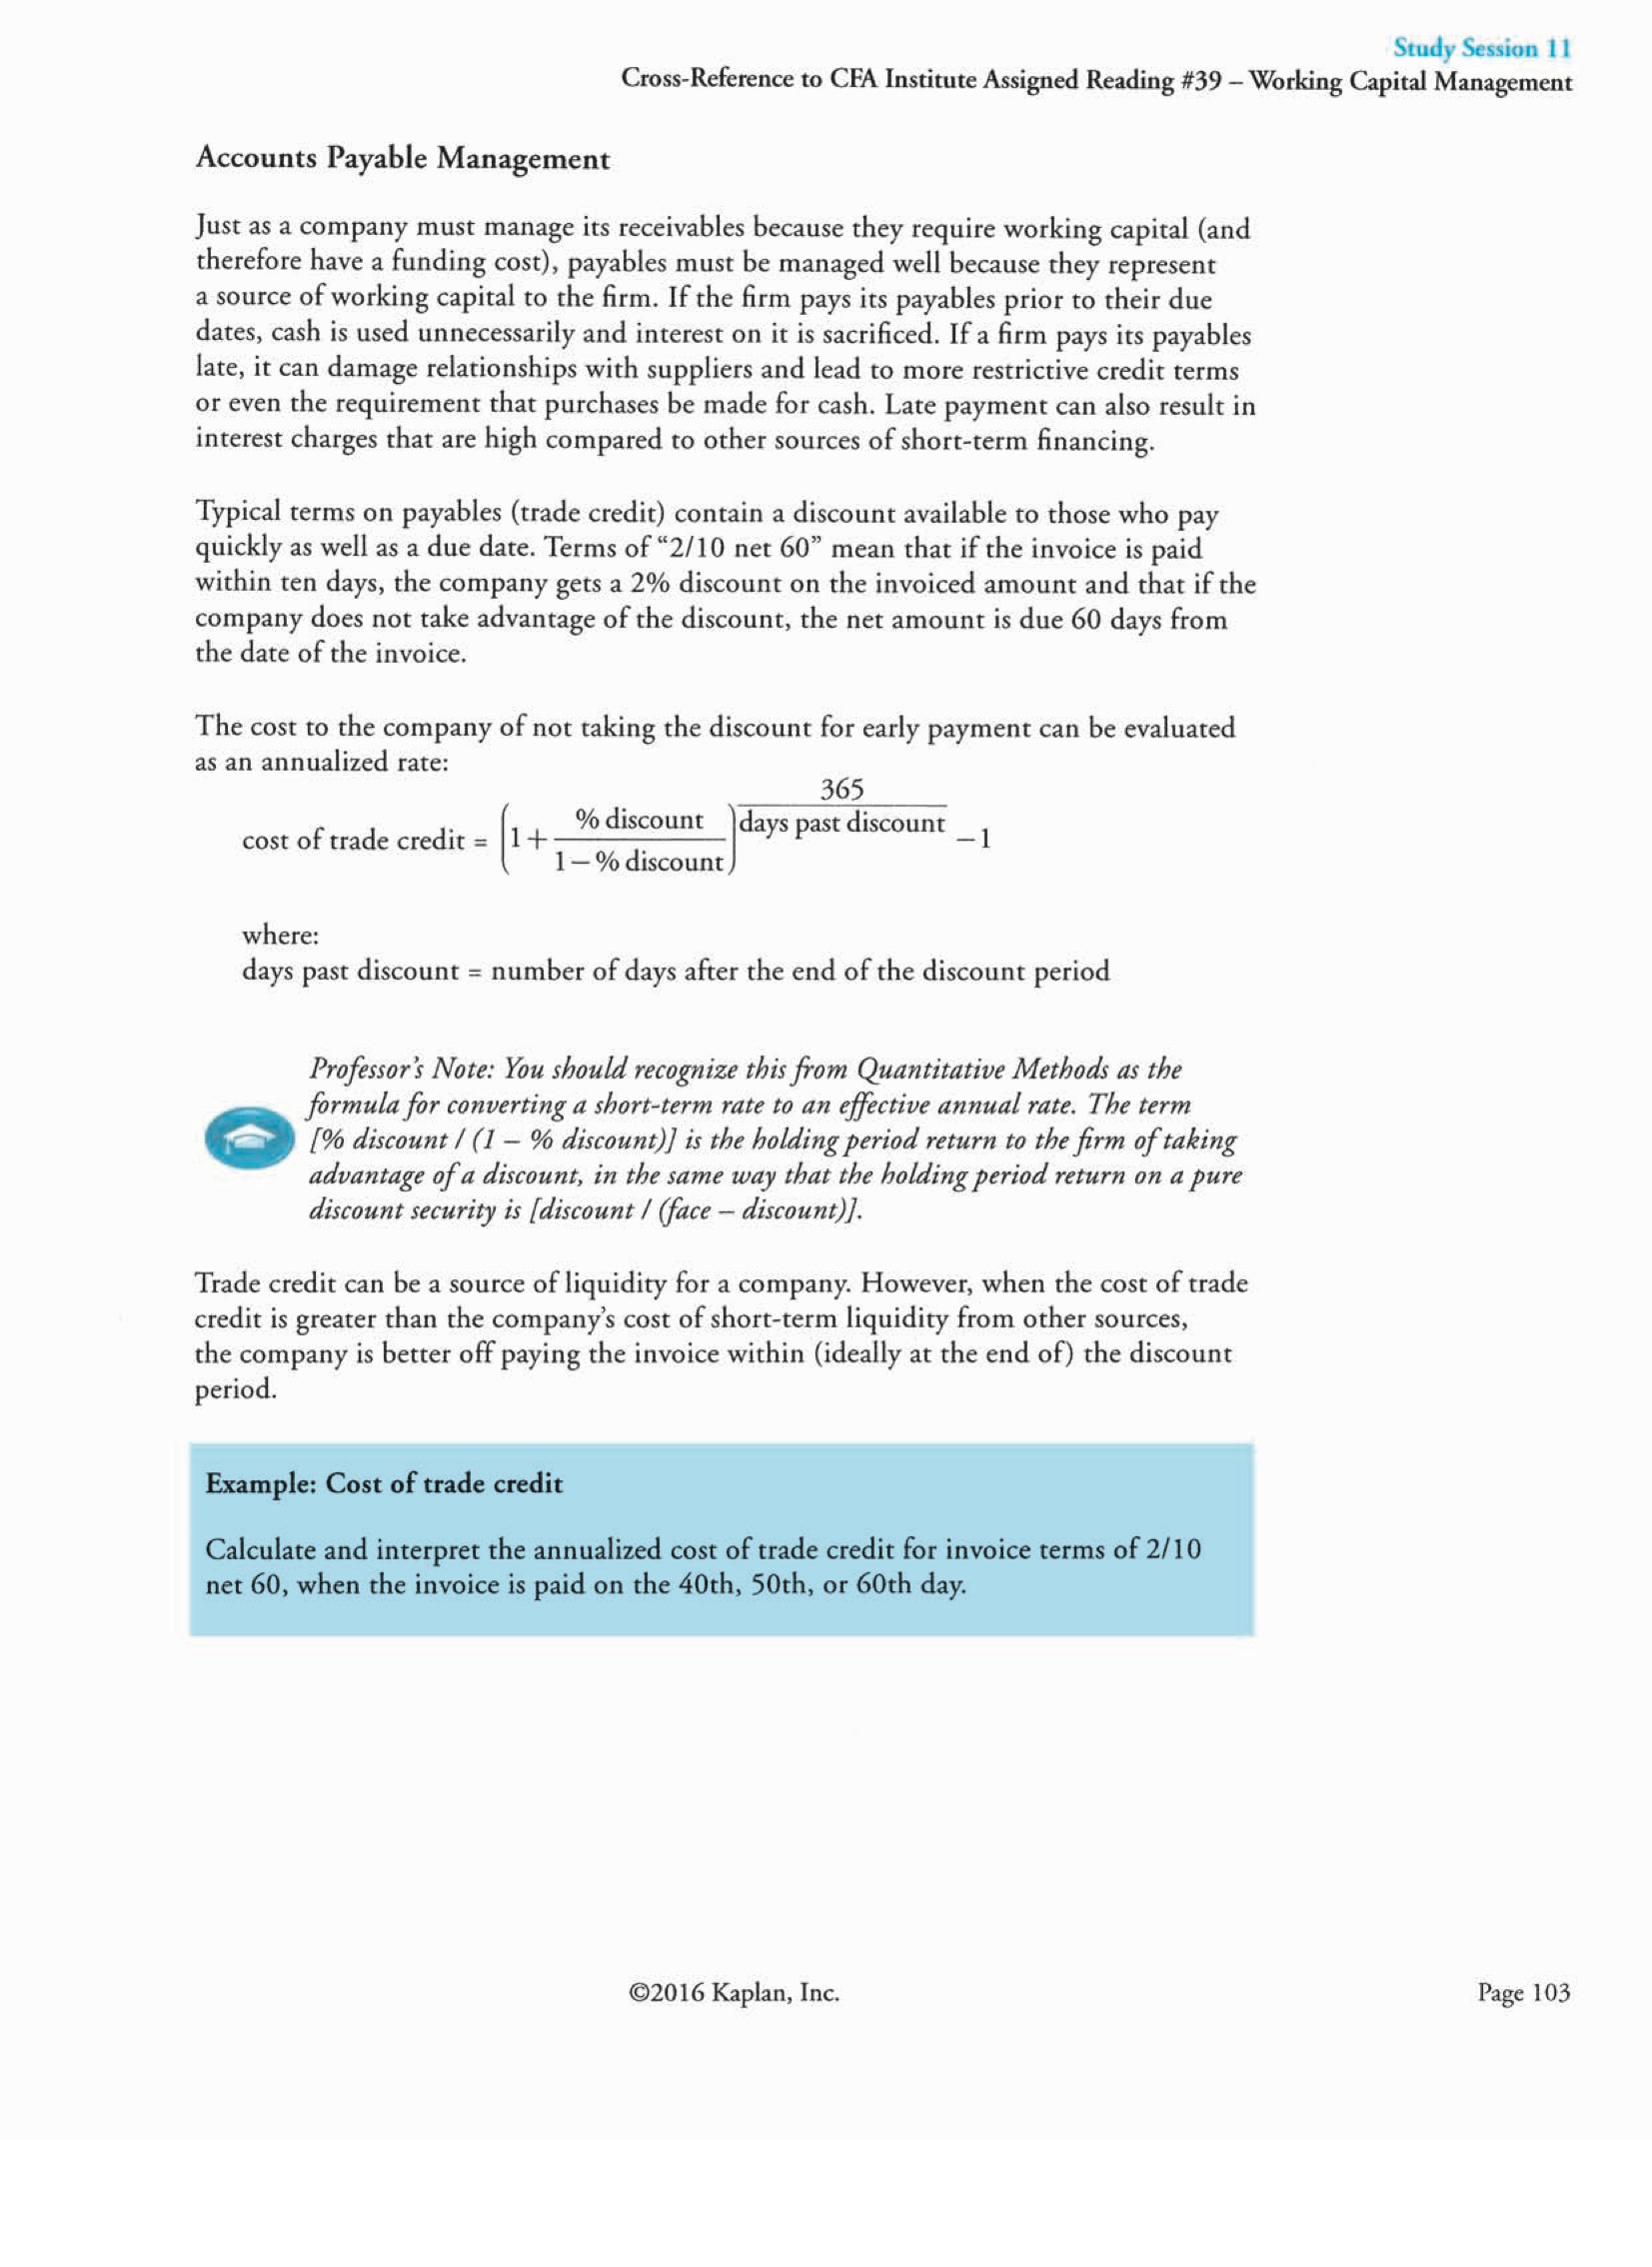 Study Session 11
Cross-Reference to CFA Institute Assigned Reading #39 – Working Capital Management
Accounts Payable Management
Just as a company must manage its receivables because they require working capital (and
therefore have a funding cost), payables must be managed well because they represent
a source of working capital to the firm. If the firm pays its payables prior to their due
dates, cash is used unnecessarily and interest on it is sacrificed. If a firm pays its payables
late, it can damage relationships with suppliers and lead to more restrictive credit terms
or even the requirement that purchases be made for cash. Late payment can also result in
interest charges that are high compared to other sources of short-term financing.
Typical terms on payables (trade credit) contain a discount available to those who pay
quickly as well as a due date. Terms of “2/10 net 60” mean that if the invoice is paid
within ten days, the company gets a 2% discount on the invoiced amount and that if the
company does not take advantage of the discount, the net amount is due 60 days from
the date of the invoice.
The cost to the company of not taking the discount for early payment can be evaluated
as an annualized rate:
cost of trade credit = (1 + % discount / (1 – % discount))^(365 / days past discount) – 1
where:
days past discount = number of days after the end of the discount period
Professor's Note: You should recognize this from Quantitative Methods as the
formula for converting a short-term rate to an effective annual rate. The term
[% discount / (1 – % discount)] is the holding period return to the firm of taking
advantage of a discount, in the same way that the holding period return on a pure
discount security is [discount / (face – discount)].
Trade credit can be a source of liquidity for a company. However, when the cost of trade
credit is greater than the company's cost of short-term liquidity from other sources,
the company is better off paying the invoice within (ideally at the end of) the discount
period.
Example: Cost of trade credit
Calculate and interpret the annualized cost of trade credit for invoice terms of 2/10
net 60, when the invoice is paid on the 40th, 50th, or 60th day.
©2016 Kaplan, Inc.
Page 103